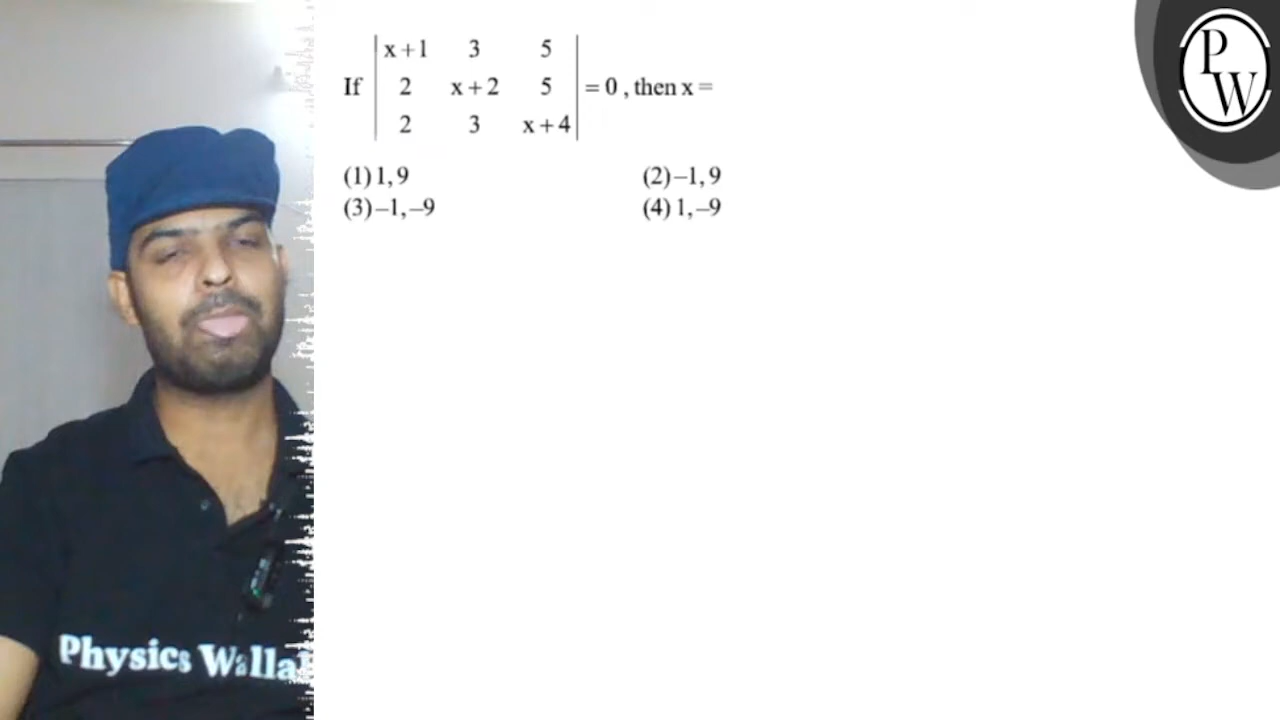 x+1 3 5
If 2 x+2 5 = 0 , then x =
2 3 x+4
(1) 1, 9 (2) –1, 9
(3) –1, –9 (4) 1, –9
PW
Physics Walla